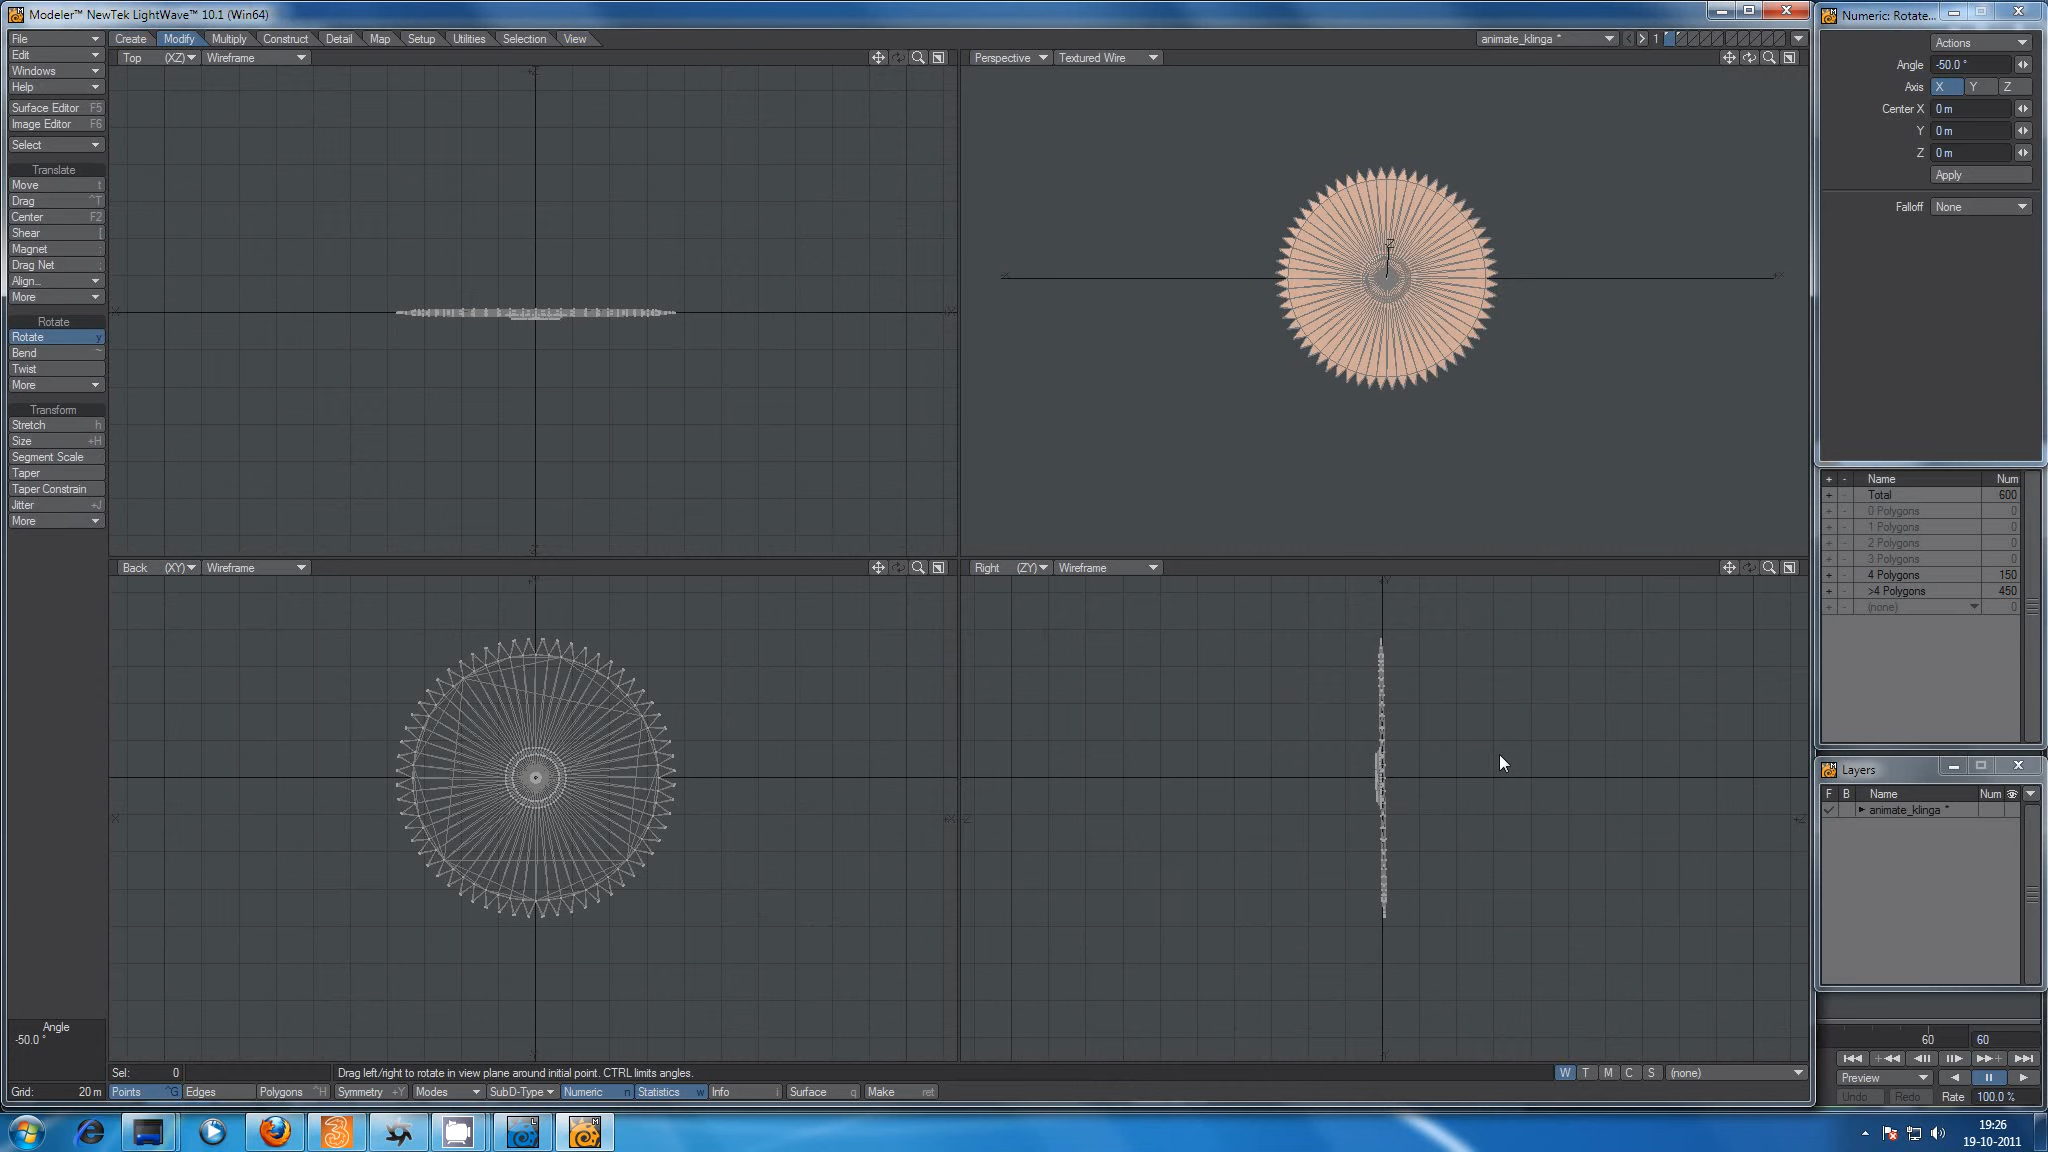 Modeler™ NewTek LightWave™ 10.1 (Win64)
Numeric: Rotate...
File
Create
Modify
Multiply
Construct
Detail
Map
Setup
Utilities
Selection
View
animate_klinga *
< > 1
Edit
Windows
Help
Surface Editor F5
Image Editor F6
Select
Translate
Move t
Drag ^T
Center F2
Shear [
Magnet :
Drag Net ;
Align...
More
Rotate
Rotate y
Bend ~
Twist
More
Transform
Stretch h
Size +H
Segment Scale
Taper
Taper Constrain
Jitter +J
More
Top (XZ) Wireframe
Perspective Textured Wire
Z
Back (XY) Wireframe
Right (ZY) Wireframe
Actions
Angle -50.0 °
Axis X Y Z
Center X 0 m
Y 0 m
Z 0 m
Apply
Falloff None
+ - Name Num
+ - Total 600
+ - 0 Polygons 0
+ - 1 Polygons 0
+ - 2 Polygons 0
+ - 3 Polygons 0
+ - 4 Polygons 150
+ - >4 Polygons 450
+ - (none) 0
Layers
F B Name Num
animate_klinga *
Angle
-50.0 °
60 60
Preview
Undo Redo Rate 100.0 %
Sel: 0
Drag left/right to rotate in view plane around initial point. CTRL limits angles.
W T M C S (none)
Grid: 20 m
Points ^G
Edges
Polygons ^H
Symmetry +Y
Modes
SubD-Type
Numeric n
Statistics w
Info i
Surface q
Make ret
19:26
19-10-2011